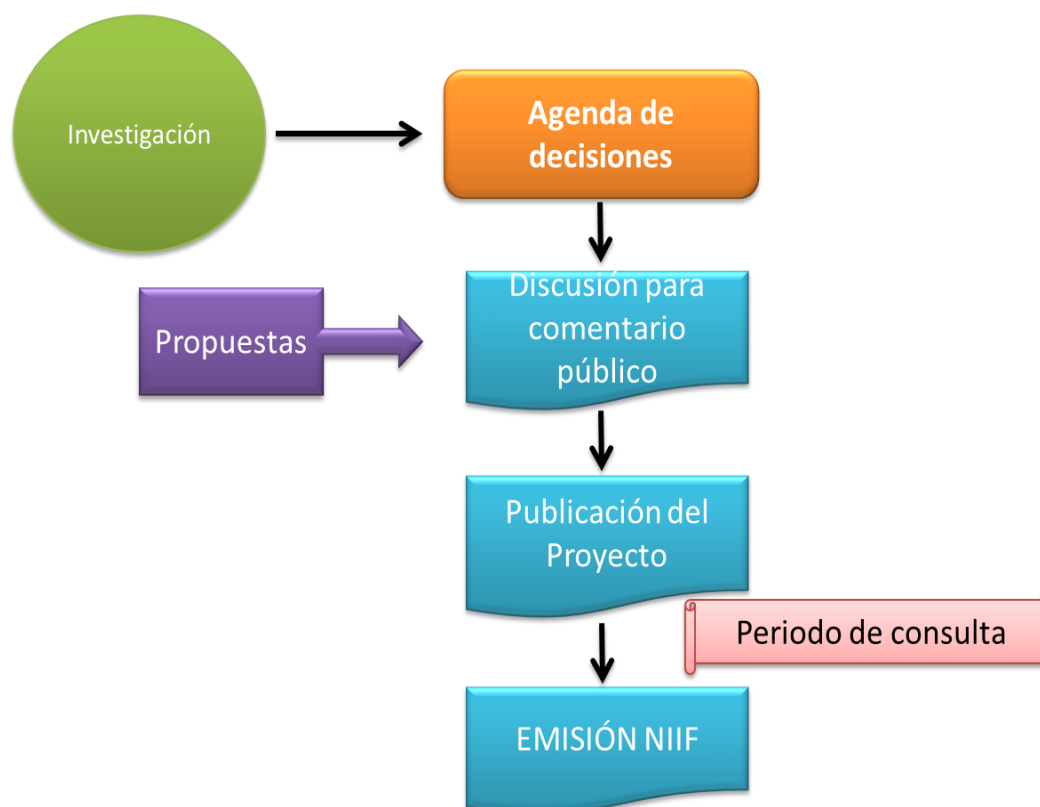 Investigación
Agenda de
decisiones
Discusión para
comentario
público
Propuestas
Publicación del
Proyecto
Periodo de consulta
EMISIÓN NIIF